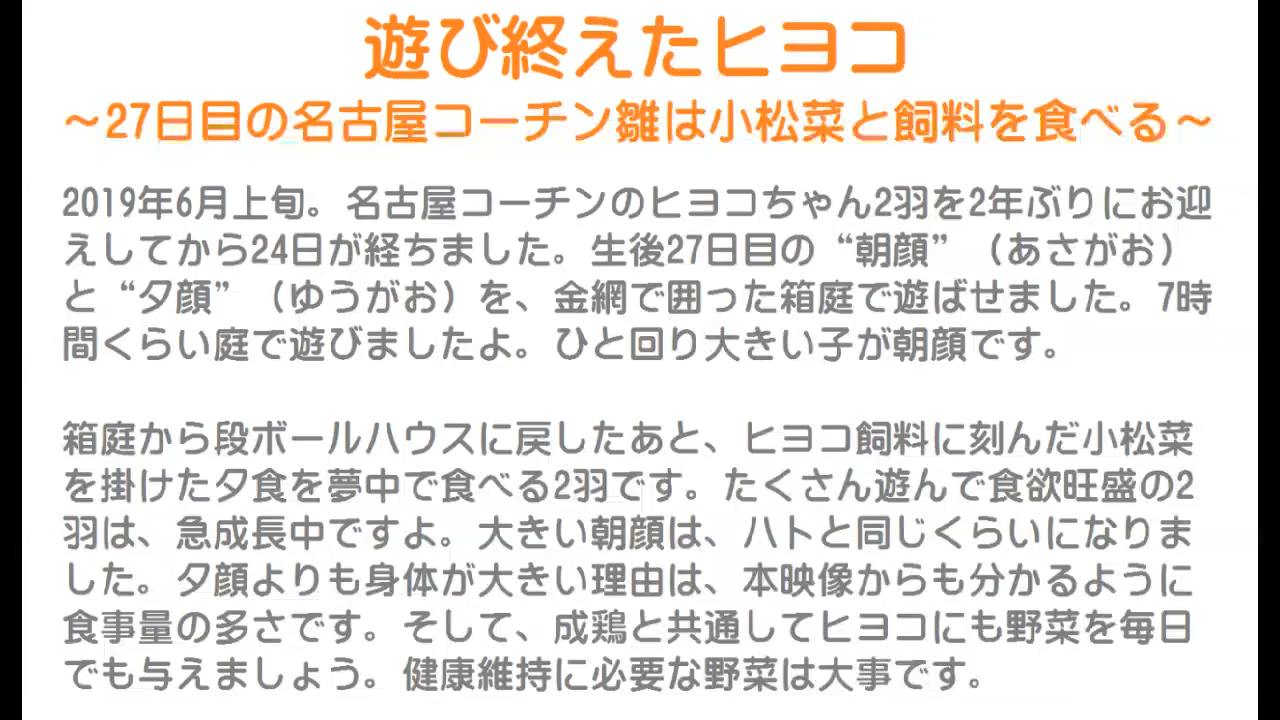 遊び終えたヒヨコ
～27日目の名古屋コーチン雛は小松菜と飼料を食べる～
2019年6月上旬。名古屋コーチンのヒヨコちゃん2羽を2年ぶりにお迎
えしてから24日が経ちました。生後27日目の“朝顔”（あさがお）
と“夕顔”（ゆうがお）を、金網で囲った箱庭で遊ばせました。7時
間くらい庭で遊びましたよ。ひと回り大きい子が朝顔です。
箱庭から段ボールハウスに戻したあと、ヒヨコ飼料に刻んだ小松菜
を掛けた夕食を夢中で食べる2羽です。たくさん遊んで食欲旺盛の2
羽は、急成長中ですよ。大きい朝顔は、ハトと同じくらいになりま
した。夕顔よりも身体が大きい理由は、本映像からも分かるように
食事量の多さです。そして、成鶏と共通してヒヨコにも野菜を毎日
でも与えましょう。健康維持に必要な野菜は大事です。